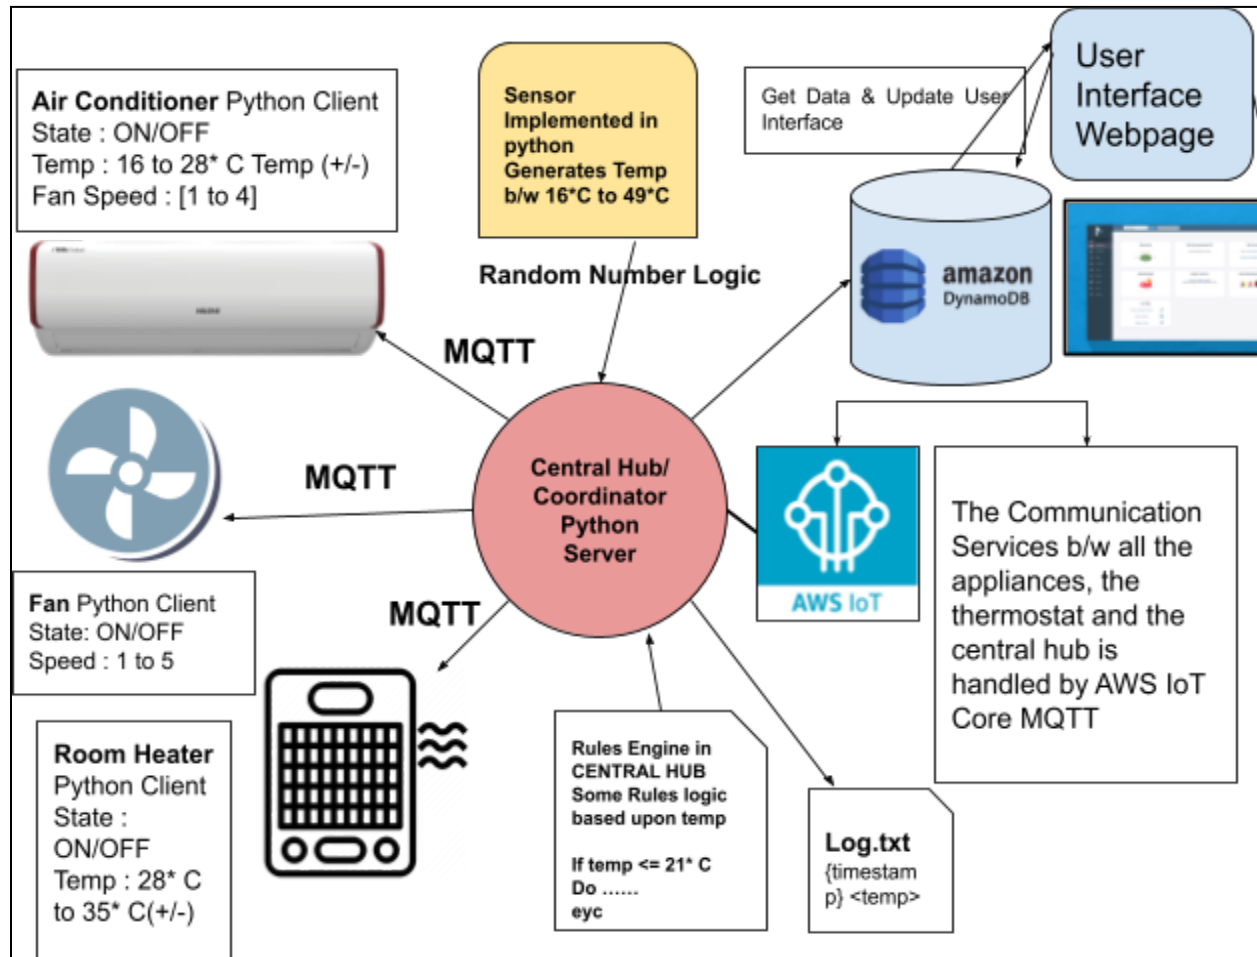 Air Conditioner Python Client
State : ON/OFF
Temp : 16 to 28* C Temp (+/-)
Fan Speed : [1 to 4]
Sensor
Implemented in
python
Generates Temp
b/w 16*C to 49*C
Random Number Logic
Get Data & Update User
Interface
User
Interface
Webpage
amazon
DynamoDB
MQTT
MQTT
MQTT
Central Hub/
Coordinator
Python
Server
AWS IoT
The Communication
Services b/w all the
appliances, the
thermostat and the
central hub is
handled by AWS IoT
Core MQTT
Fan Python Client
State: ON/OFF
Speed : 1 to 5
Room Heater
Python Client
State :
ON/OFF
Temp : 28* C
to 35* C(+/-)
Rules Engine in
CENTRAL HUB
Some Rules logic
based upon temp
If temp <= 21* C
Do ......
eyc
Log.txt
{timestam
p} <temp>